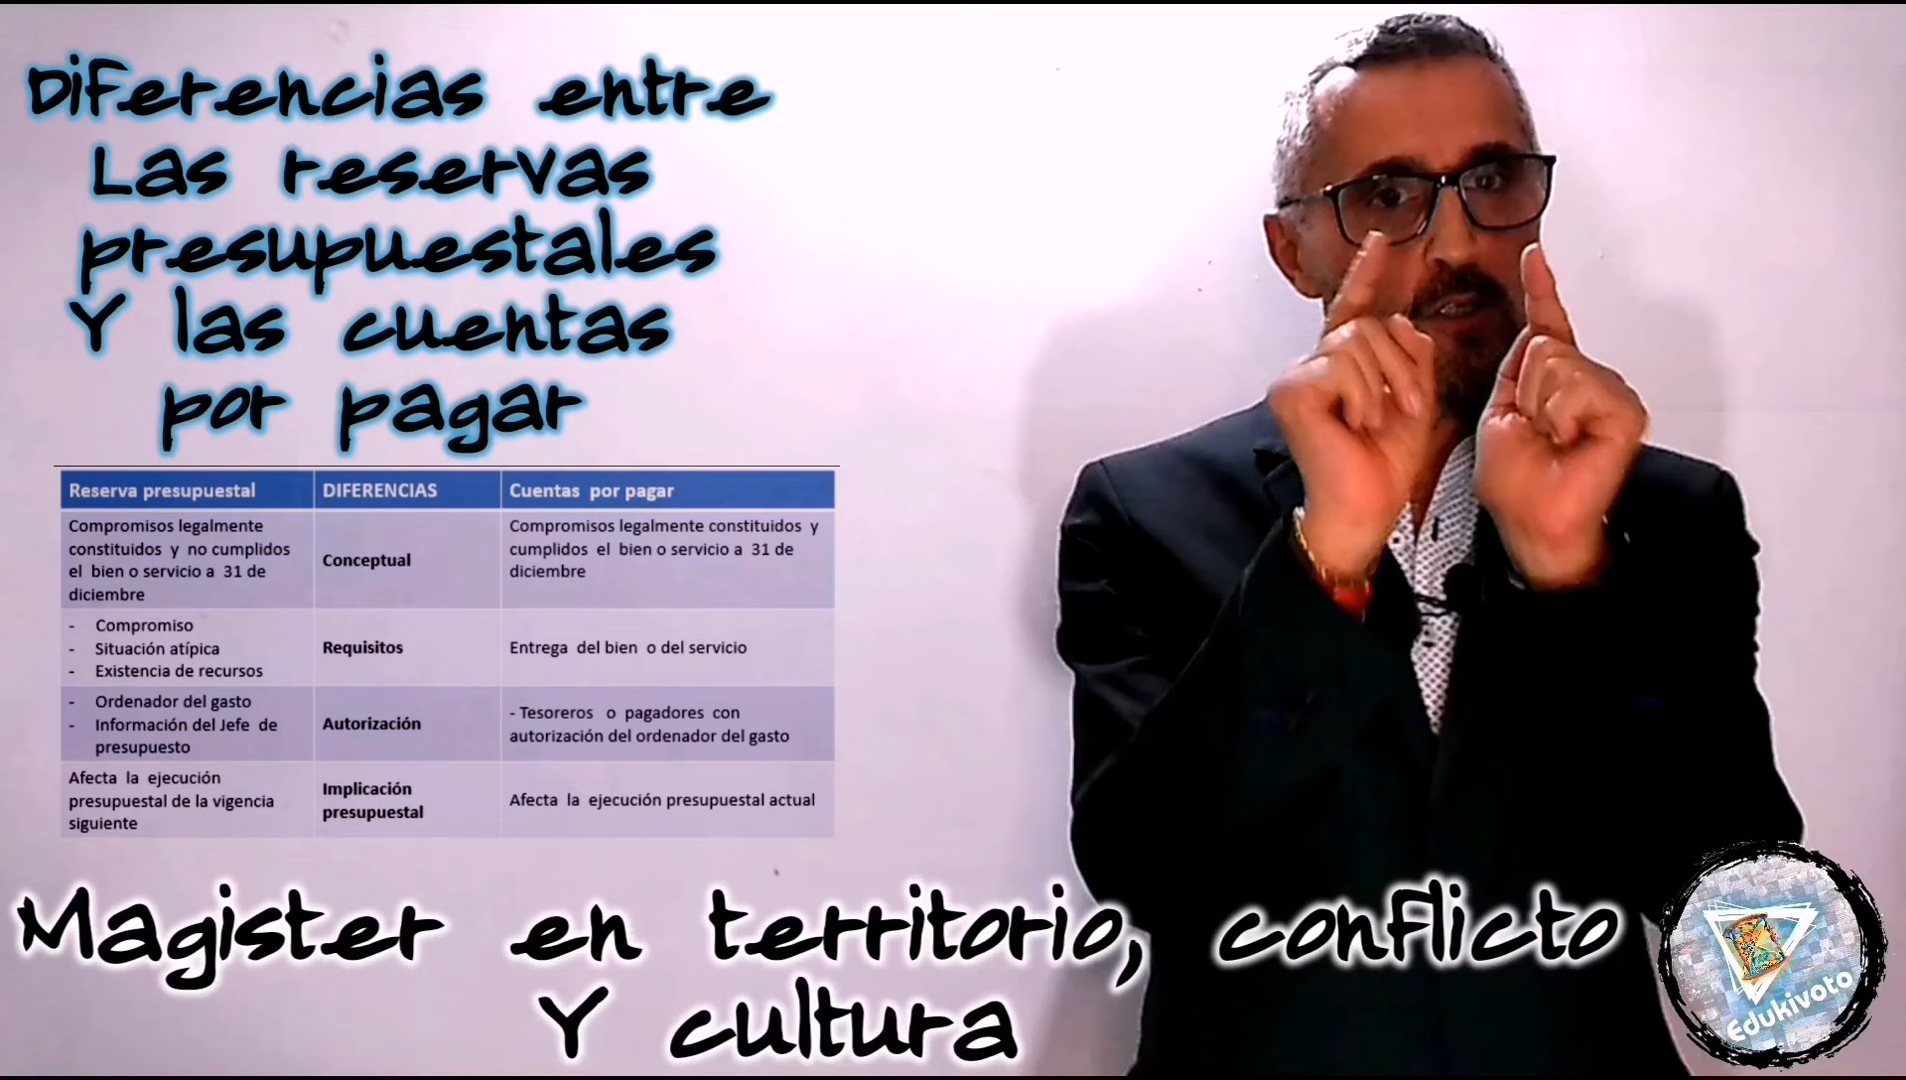 Diferencias entre
Las reservas
presupuestales
Y las cuentas
por pagar
Reserva presupuestal
DIFERENCIAS
Cuentas por pagar
Compromisos legalmente
constituidos y no cumplidos
el bien o servicio a 31 de
diciembre
Conceptual
Compromisos legalmente constituidos y
cumplidos el bien o servicio a 31 de
diciembre
- Compromiso
- Situación atípica
- Existencia de recursos
Requisitos
Entrega del bien o del servicio
- Ordenador del gasto
- Información del Jefe de
presupuesto
Autorización
- Tesoreros o pagadores con
autorización del ordenador del gasto
Afecta la ejecución
presupuestal de la vigencia
siguiente
Implicación
presupuestal
Afecta la ejecución presupuestal actual
Magister en territorio, conflicto
Y cultura
Edukivoto